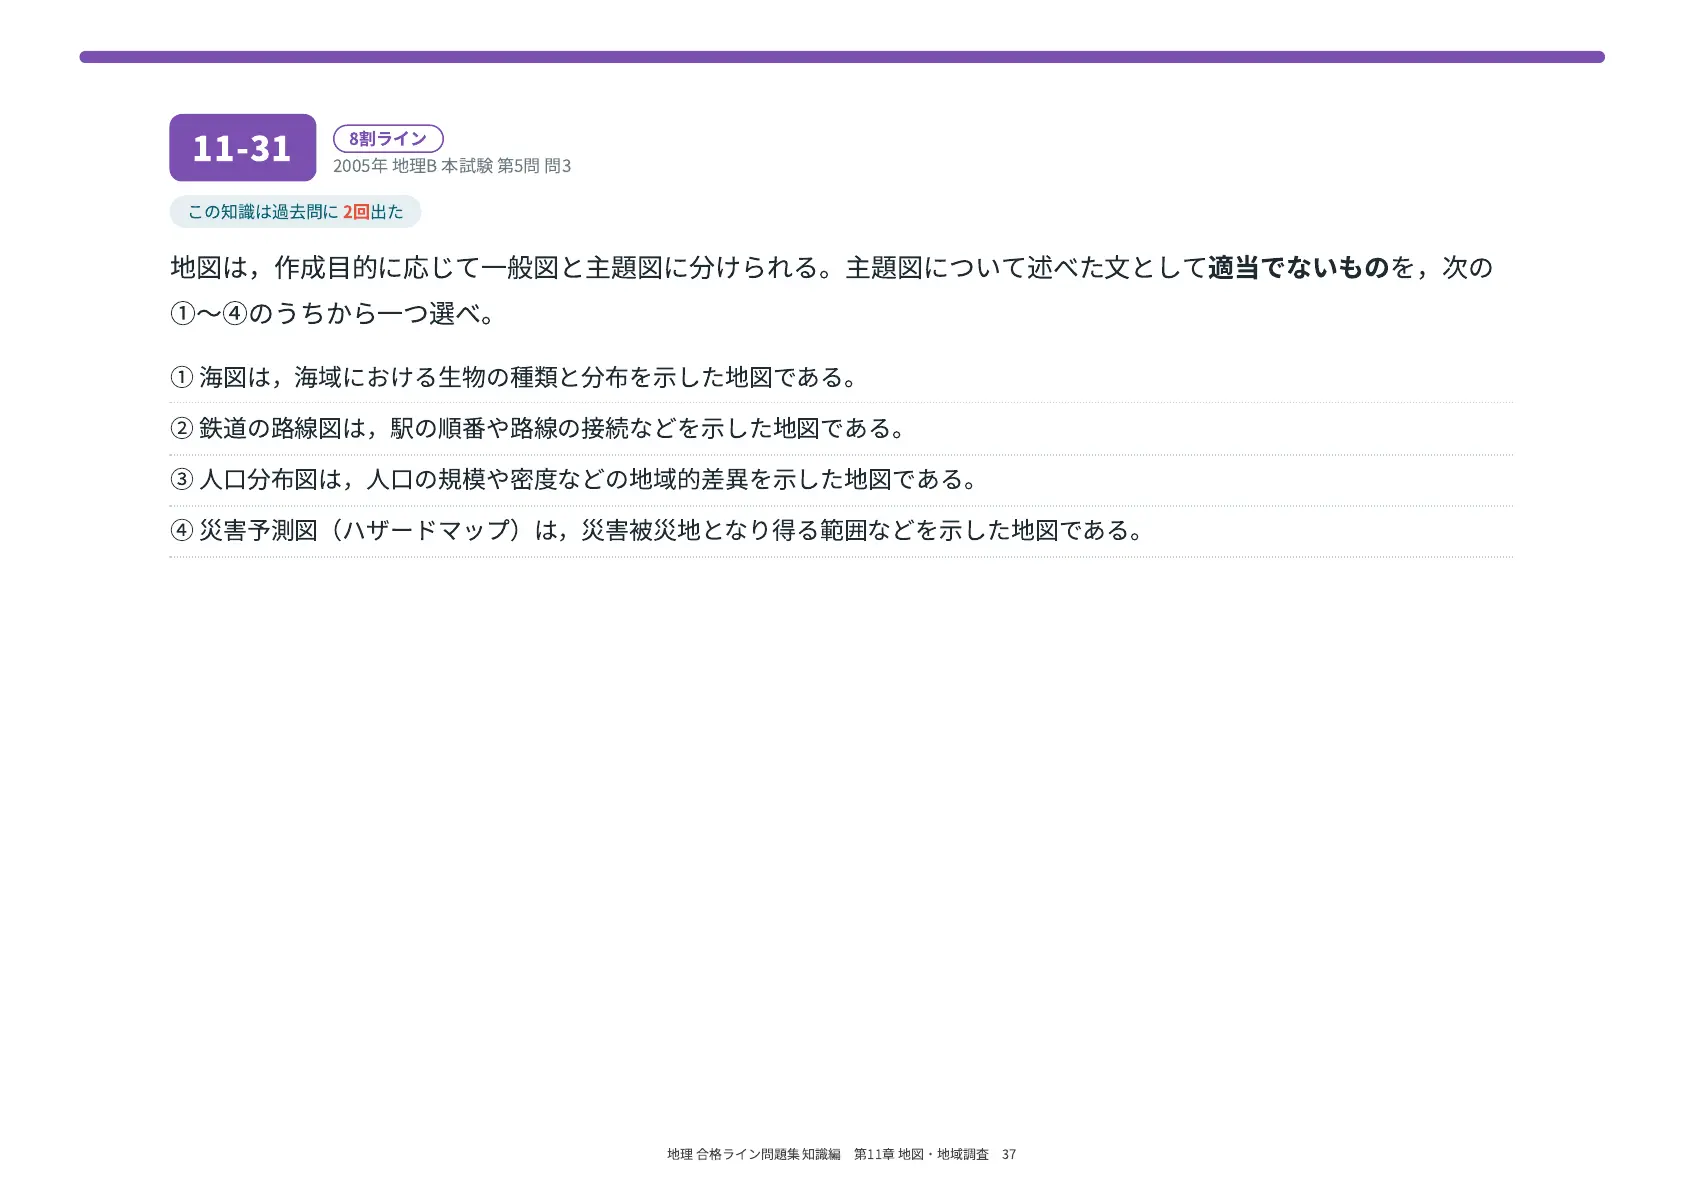 11-31
8割ライン
2005年 地理B 本試験 第5問 問3
この知識は過去問に 2回出た
地図は，作成目的に応じて一般図と主題図に分けられる。主題図について述べた文として適当でないものを，次の
①〜④のうちから一つ選べ。
① 海図は，海域における生物の種類と分布を示した地図である。
② 鉄道の路線図は，駅の順番や路線の接続などを示した地図である。
③ 人口分布図は，人口の規模や密度などの地域的差異を示した地図である。
④ 災害予測図（ハザードマップ）は，災害被災地となり得る範囲などを示した地図である。
地理 合格ライン問題集 知識編　第11章 地図・地域調査　37